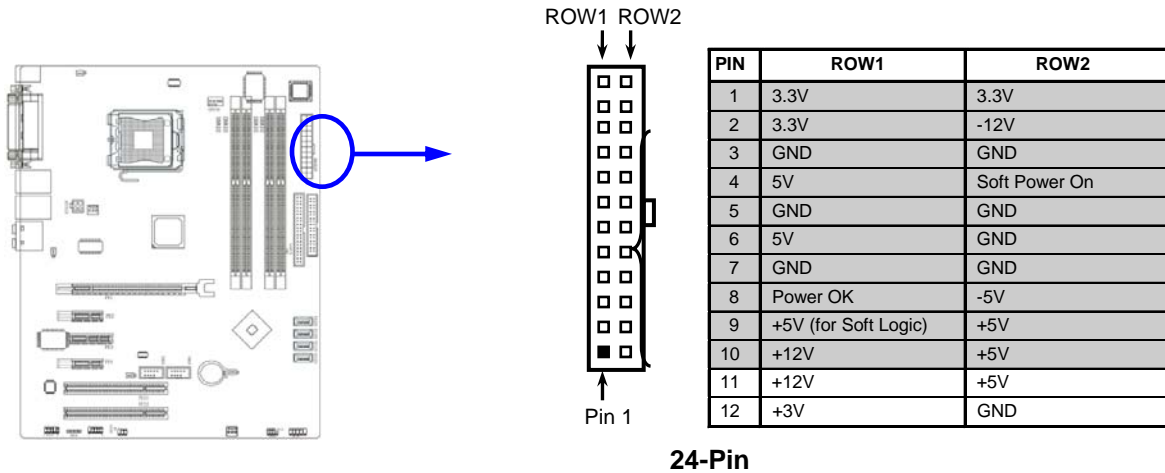 ROW1 ROW2
PIN ROW1 ROW2
1 3.3V 3.3V
2 3.3V -12V
3 GND GND
4 5V Soft Power On
5 GND GND
6 5V GND
7 GND GND
8 Power OK -5V
9 +5V (for Soft Logic) +5V
10 +12V +5V
11 +12V +5V
12 +3V GND
Pin 1
24-Pin